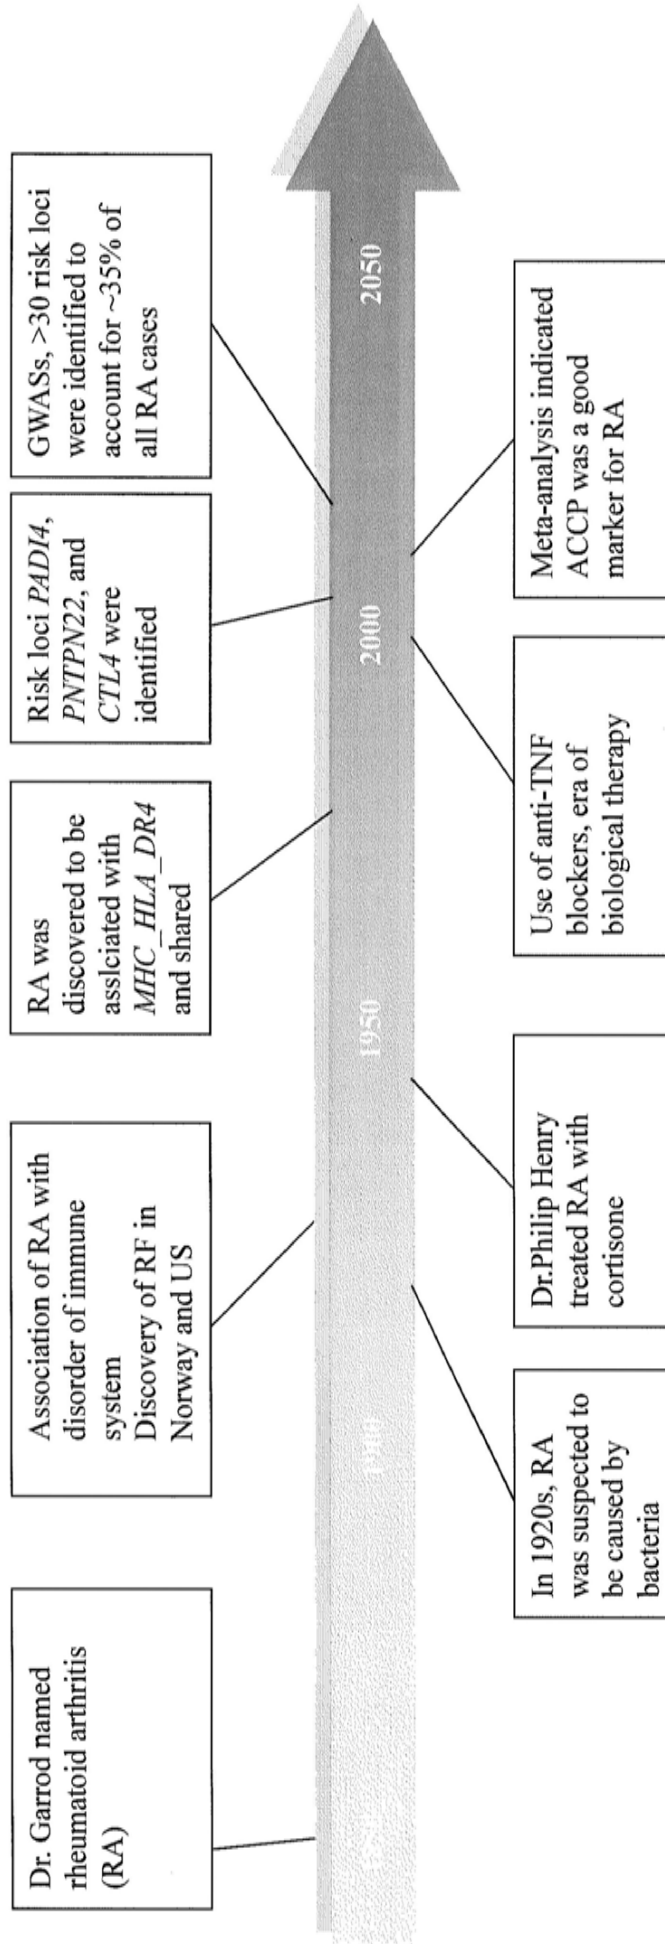 Dr. Garrod named
rheumatoid arthritis
(RA)
Association of RA with
disorder of immune
system
Discovery of RF in
Norway and US
RA was
discovered to be
asslciated with
MHC_HLA_DR4
and shared
Risk loci PADI4,
PNTPN22, and
CTL4 were
identified
GWASs, >30 risk loci
were identified to
account for ~35% of
all RA cases
1950
2000
2050
In 1920s, RA
was suspected to
be caused by
bacteria
Dr.Philip Henry
treated RA with
cortisone
Use of anti-TNF
blockers, era of
biological therapy
Meta-analysis indicated
ACCP was a good
marker for RA